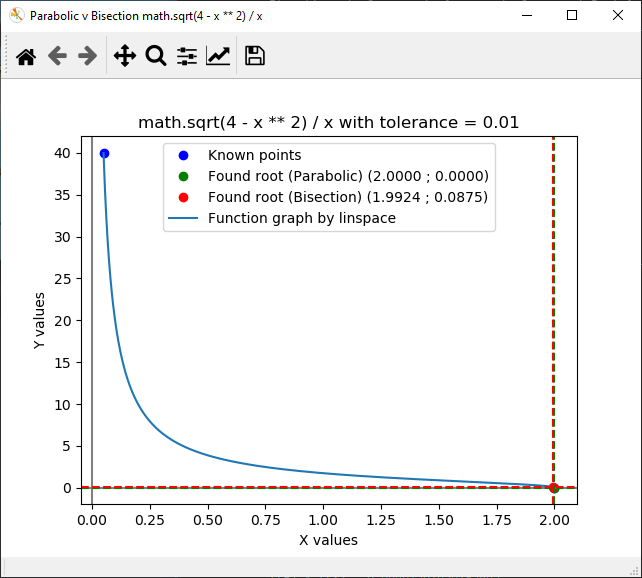 Parabolic v Bisection math.sqrt(4 - x ** 2) / x
math.sqrt(4 - x ** 2) / x with tolerance = 0.01
Known points
Found root (Parabolic) (2.0000 ; 0.0000)
Found root (Bisection) (1.9924 ; 0.0875)
Function graph by linspace
Y values
40
35
30
25
20
15
10
5
0
0.00 0.25 0.50 0.75 1.00 1.25 1.50 1.75 2.00
X values